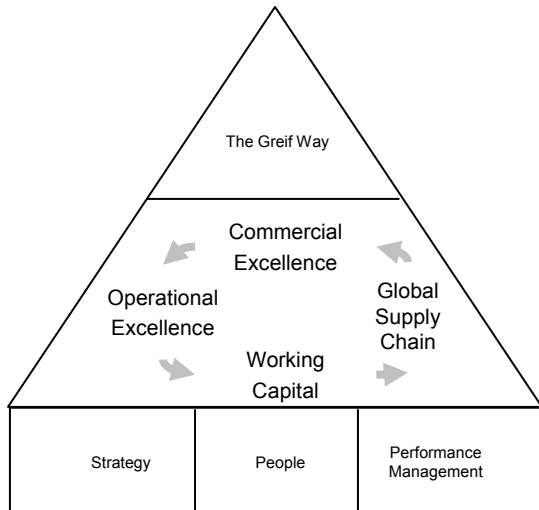 The Greif Way
Commercial
Excellence
Operational
Excellence
Global
Supply
Chain
Working
Capital
Strategy
People
Performance
Management